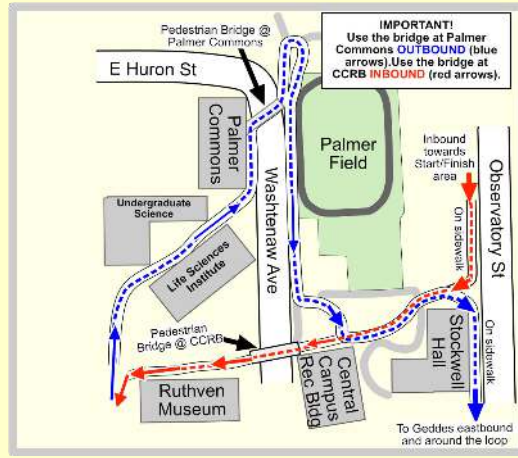 IMPORTANT!
Use the bridge at Palmer
Commons OUTBOUND (blue
arrows).Use the bridge at
CCRB INBOUND (red arrows).
Pedestrian Bridge @
Palmer Commons
E Huron St
Palmer
Commons
Palmer
Field
Inbound
towards
Start/Finish
area
Observatory St
On sidewalk
Undergraduate
Science
Washtenaw Ave
Life Sciences
Institute
Pedestrian
Bridge @ CCRB
Stockwell
Hall
On sidewalk
Central
Campus
Rec Bldg
Ruthven
Museum
To Geddes eastbound
and around the loop